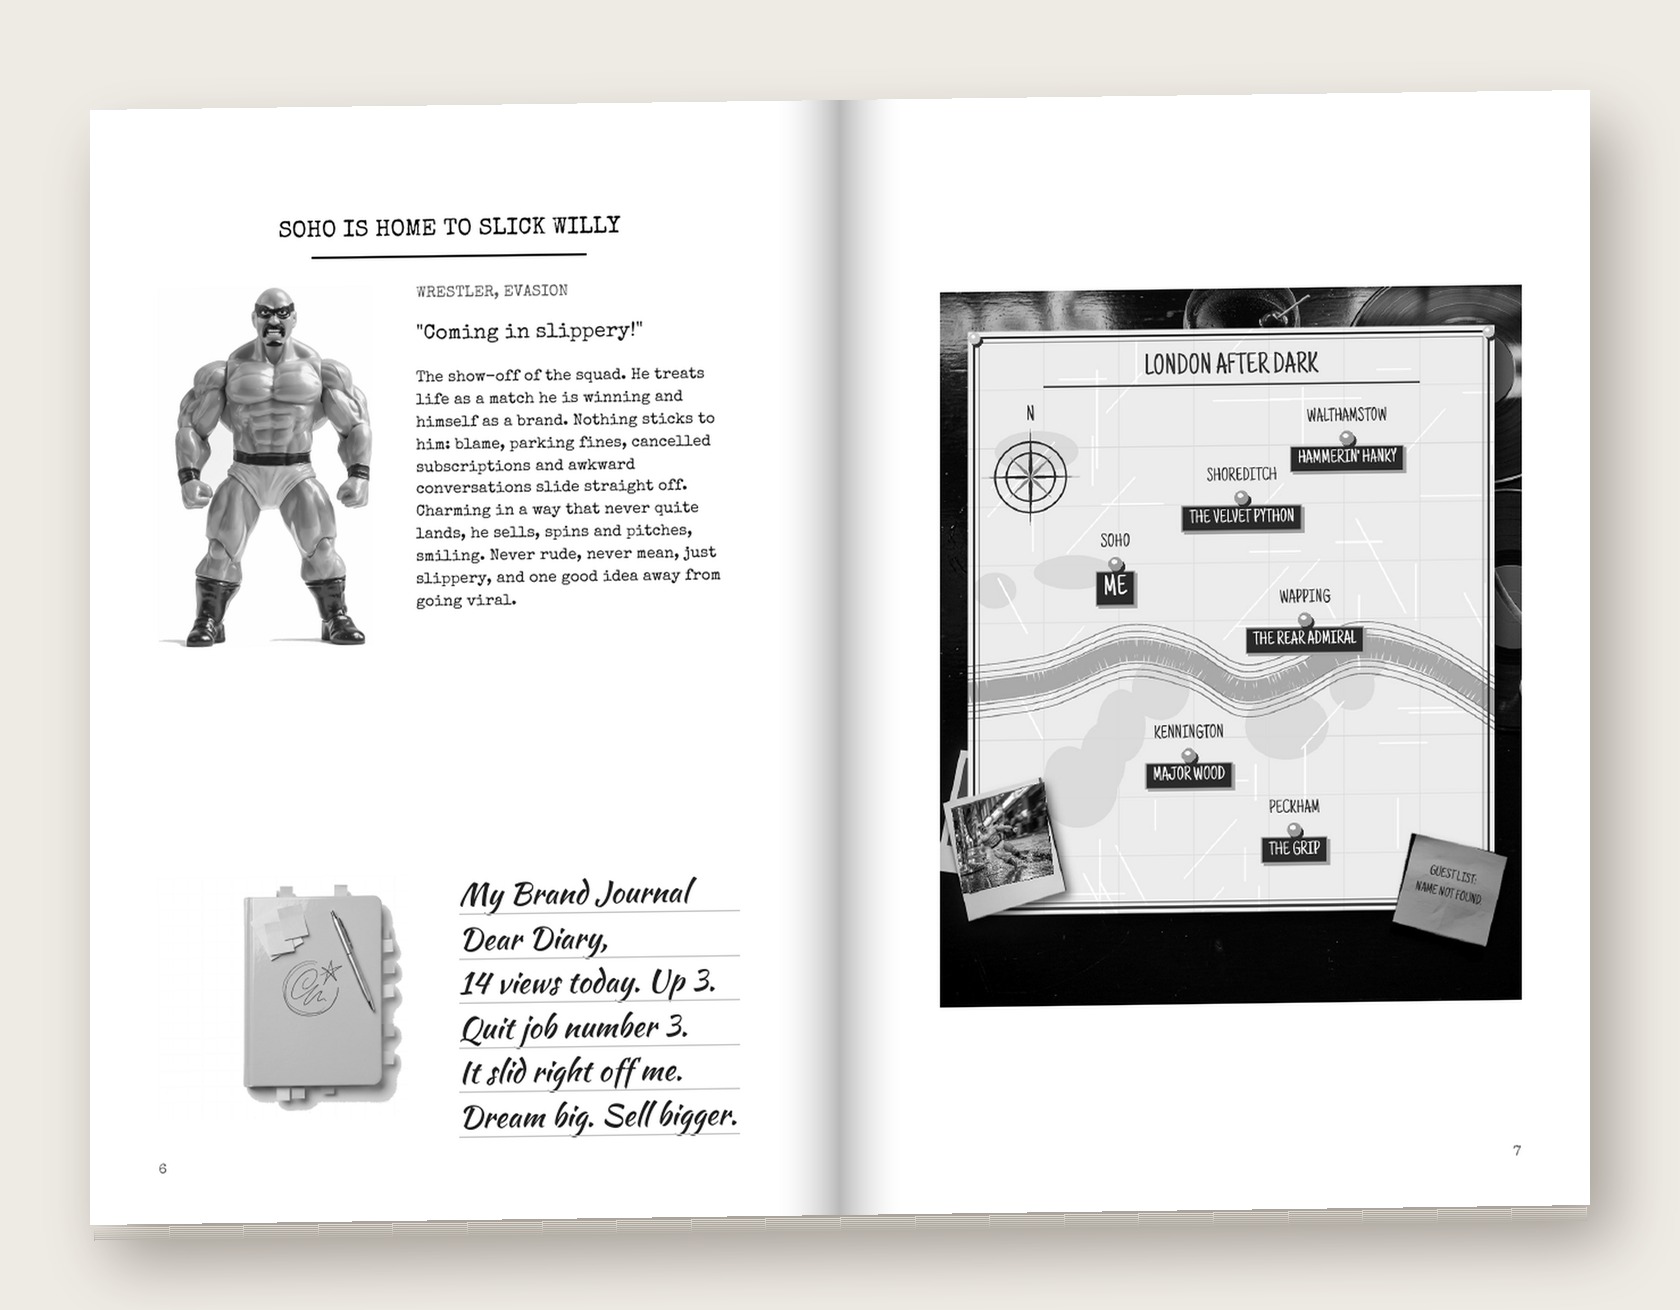 SOHO IS HOME TO SLICK WILLY
WRESTLER, EVASION
"Coming in slippery!"
The show-off of the squad. He treats
life as a match he is winning and
himself as a brand. Nothing sticks to
him: blame, parking fines, cancelled
subscriptions and awkward
conversations slide straight off.
Charming in a way that never quite
lands, he sells, spins and pitches,
smiling. Never rude, never mean, just
slippery, and one good idea away from
going viral.
My Brand Journal
Dear Diary,
14 views today. Up 3.
Quit job number 3.
It slid right off me.
Dream big. Sell bigger.
6
LONDON AFTER DARK
N
WALTHAMSTOW
HAMMERIN' HANKY
SHOREDITCH
THE VELVET PYTHON
SOHO
ME
WAPPING
THE REAR ADMIRAL
KENNINGTON
MAJOR WOOD
PECKHAM
THE GRIP
GUEST LIST:
NAME NOT FOUND.
7